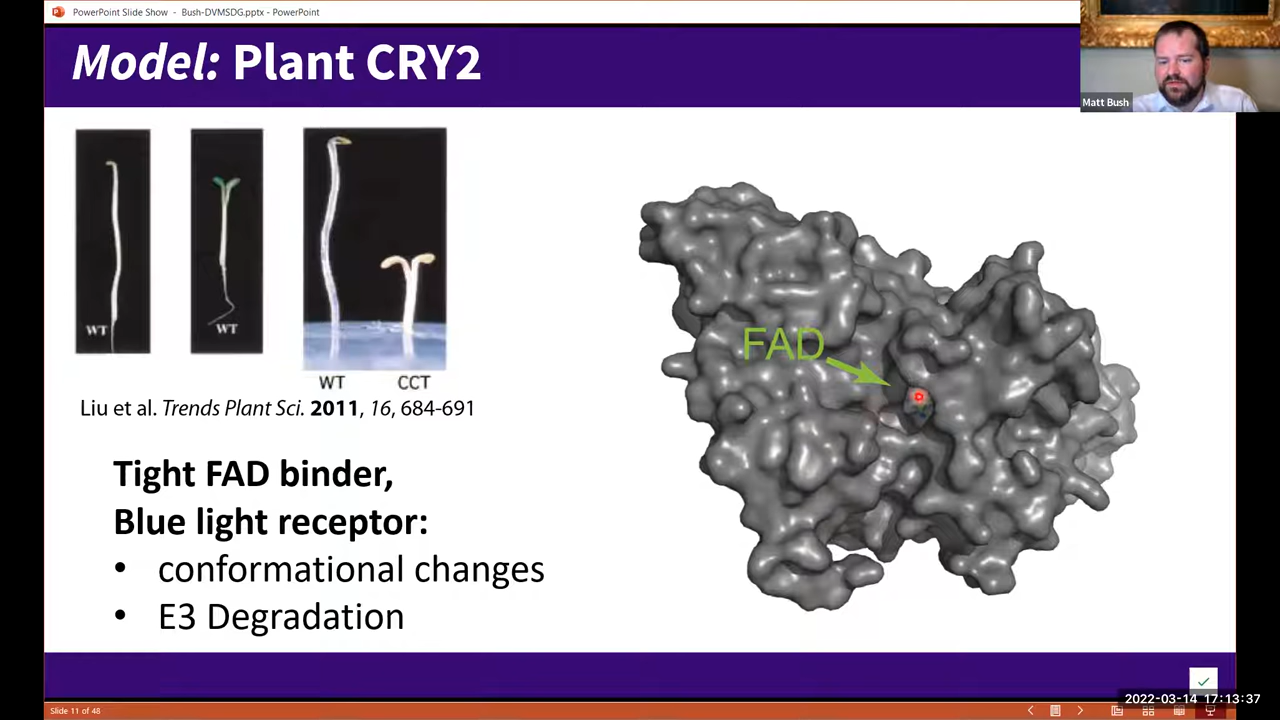 PowerPoint Slide Show - Bush-DVMSDG.pptx - PowerPoint
Model: Plant CRY2
Matt Bush
WT
WT
WT CCT
Liu et al. Trends Plant Sci. 2011, 16, 684-691
FAD
Tight FAD binder,
Blue light receptor:
• conformational changes
• E3 Degradation
2022-03-14 17:13:37
Slide 11 of 48